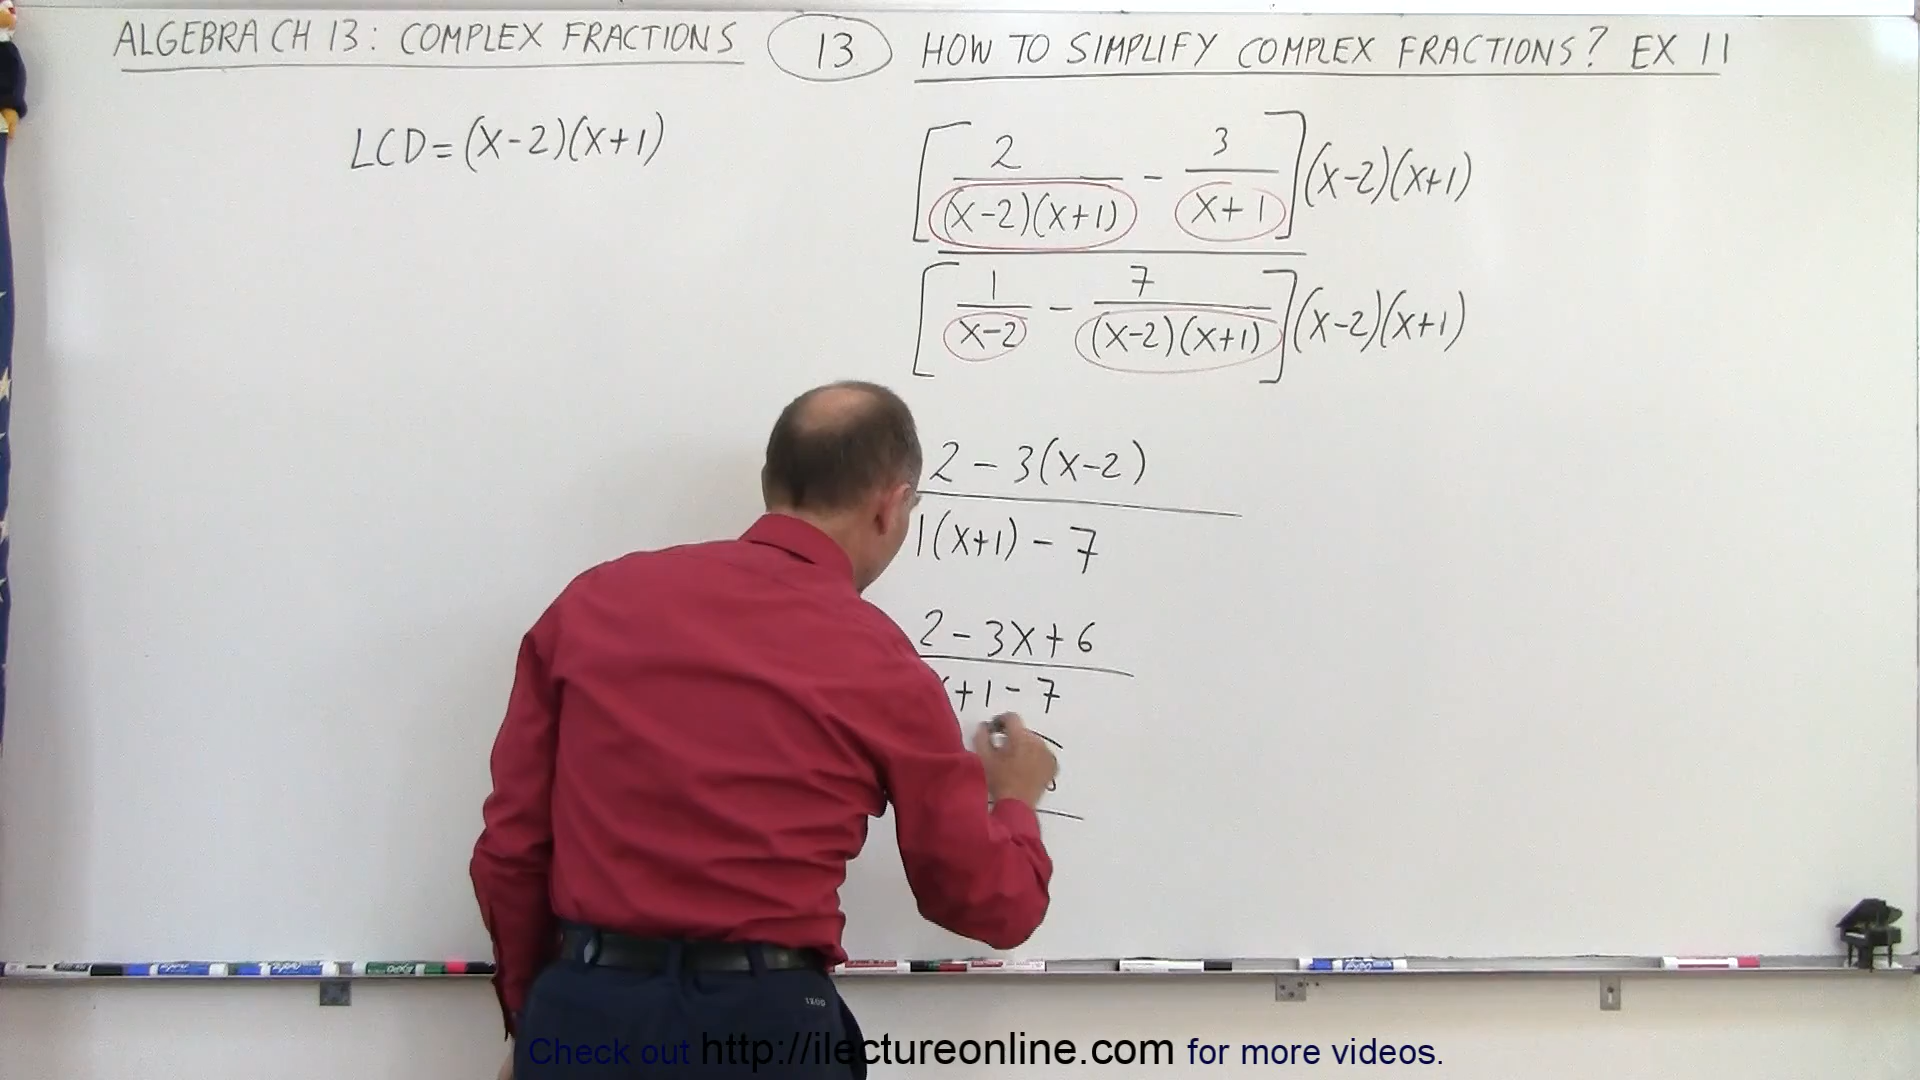 ALGEBRA CH 13: COMPLEX FRACTIONS 13 HOW TO SIMPLIFY COMPLEX FRACTIONS? EX 11
LCD=(X-2)(X+1)
[ 2 / (X-2)(X+1) - 3 / X+1 ](X-2)(X+1)
[ 1 / X-2 - 7 / (X-2)(X+1) ](X-2)(X+1)
2 - 3(X-2)
1(X+1) - 7
2 - 3X + 6
+1 - 7
IZOD
Check out http://ilectureonline.com for more videos.